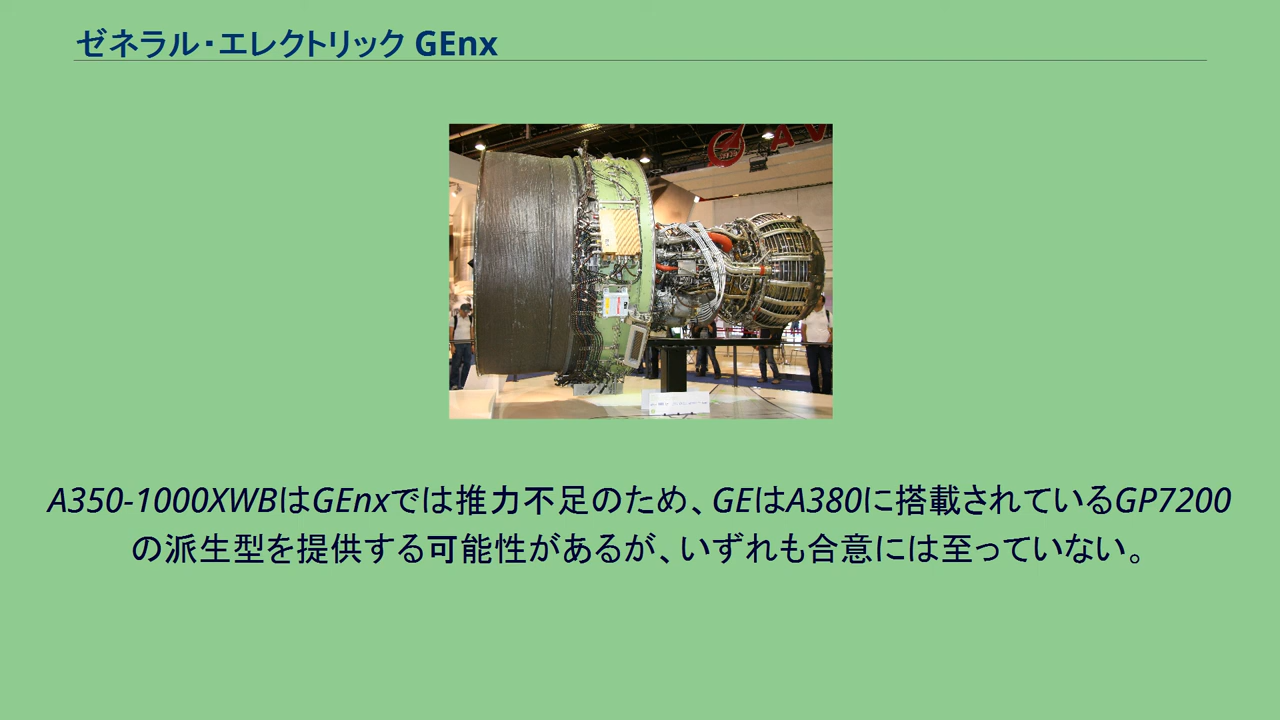 ゼネラル・エレクトリック GEnx
AV
A350-1000XWBはGEnxでは推力不足のため、GEはA380に搭載されているGP7200
の派生型を提供する可能性があるが、いずれも合意には至っていない。